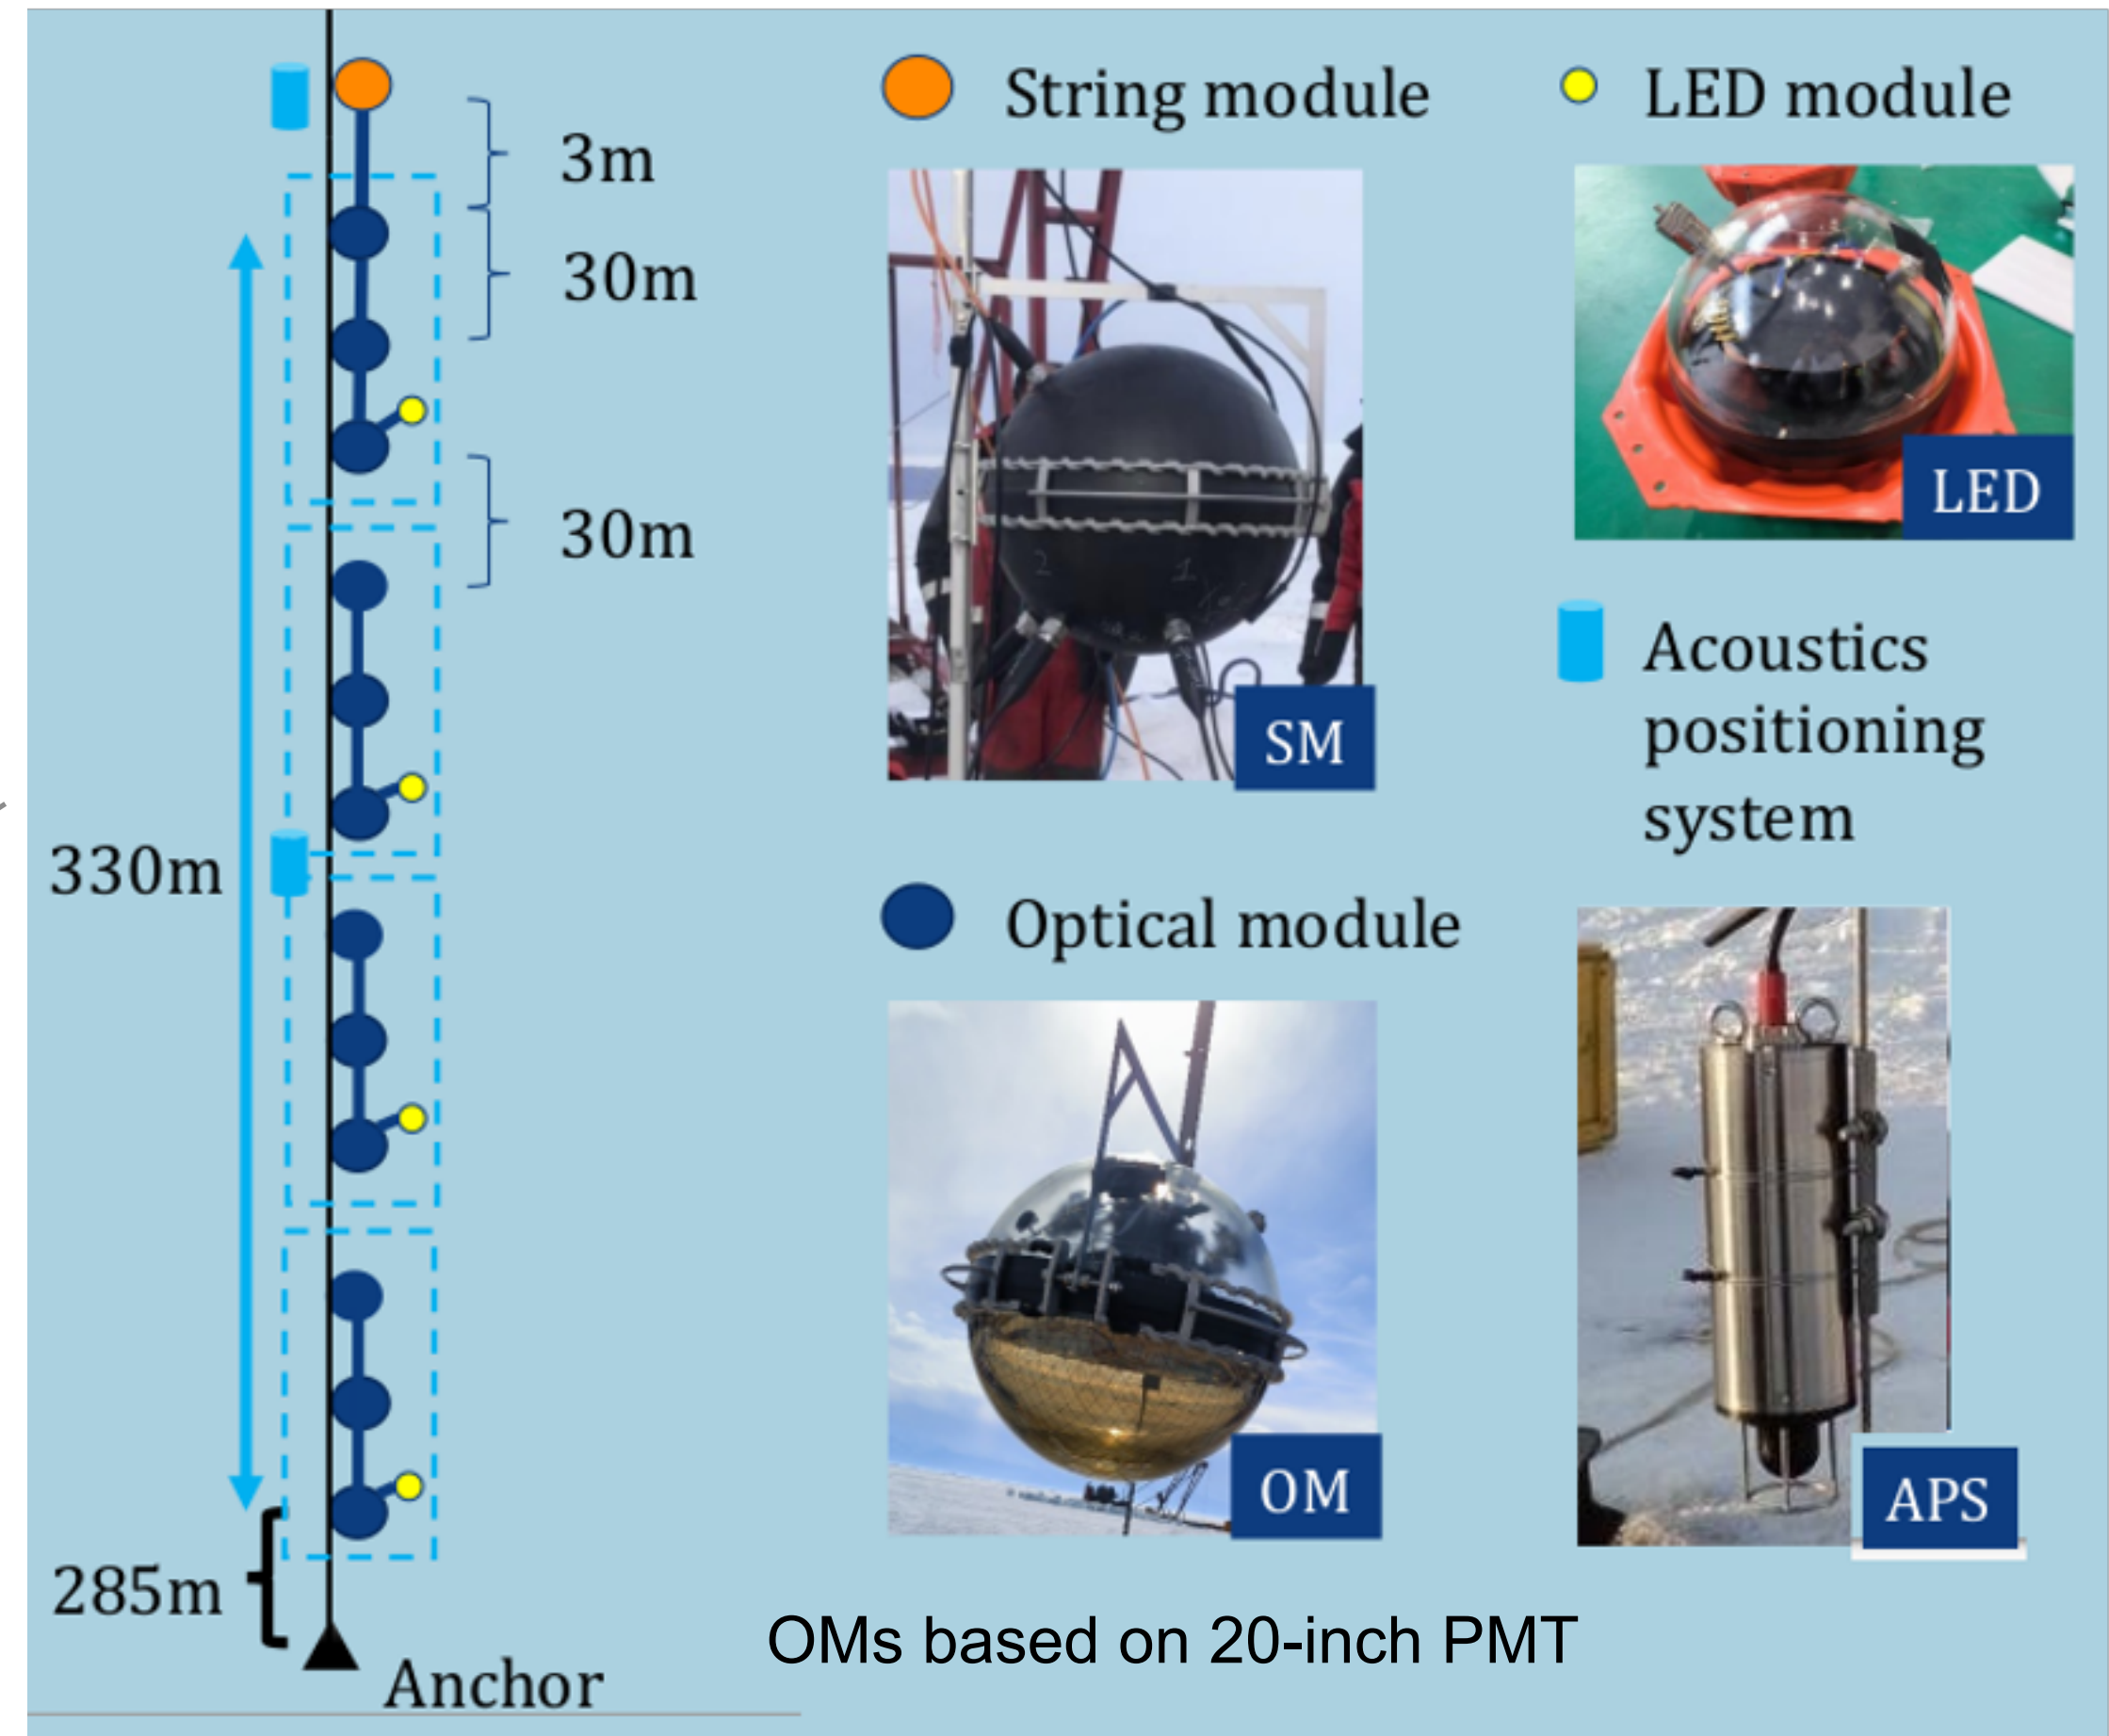 String module
LED module
3m
30m
LED
30m
Acoustics
positioning
system
SM
330m
Optical module
OM
APS
285m
OMs based on 20-inch PMT
Anchor